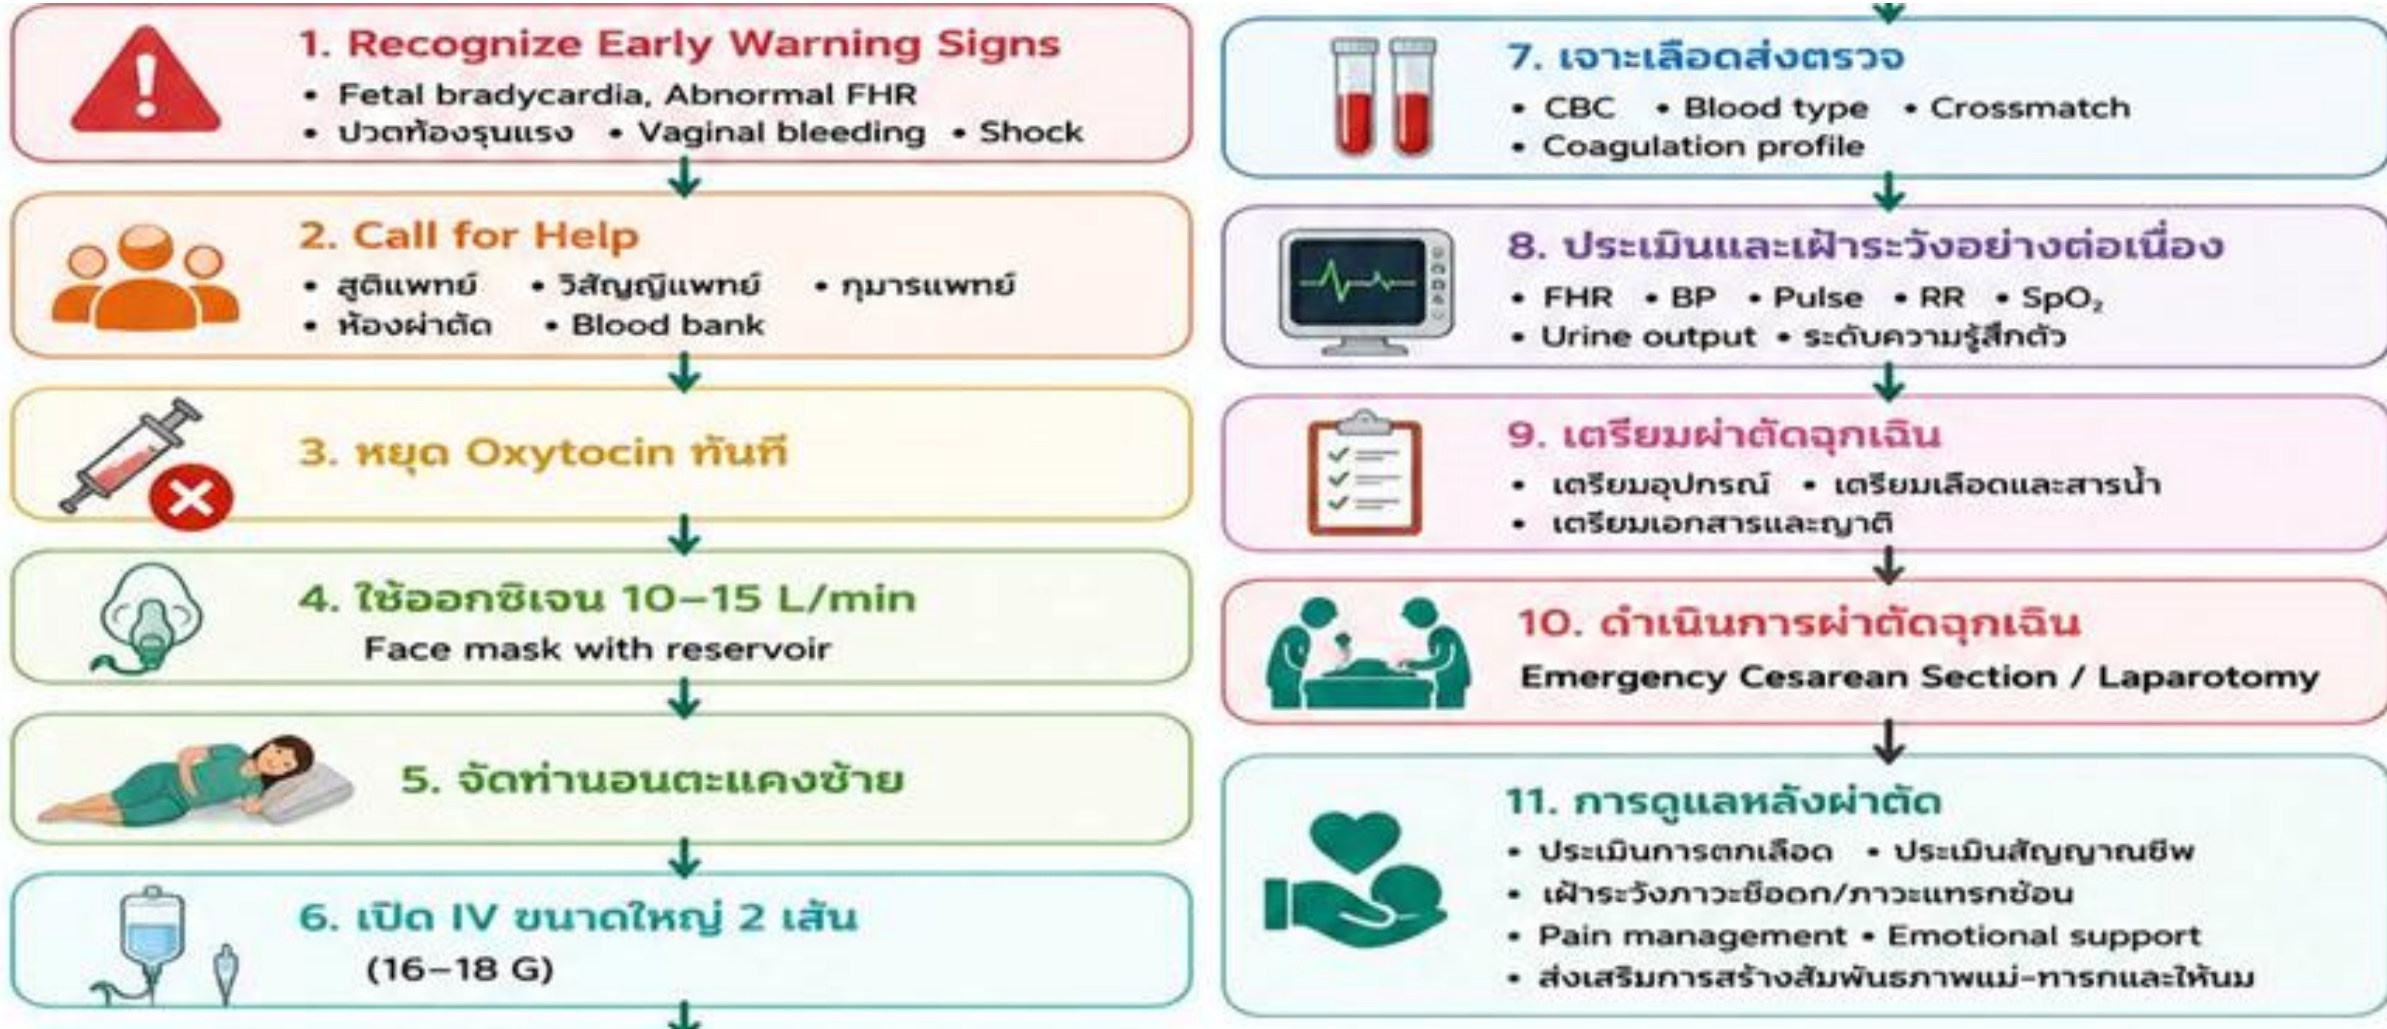 1. Recognize Early Warning Signs
• Fetal bradycardia, Abnormal FHR
• ปวดท้องรุนแรง • Vaginal bleeding • Shock
2. Call for Help
• สูติแพทย์ • วิสัญญีแพทย์ • กุมารแพทย์
• ห้องผ่าตัด • Blood bank
3. หยุด Oxytocin ทันที
4. ใช้ออกซิเจน 10–15 L/min
Face mask with reservoir
5. จัดท่านอนตะแคงซ้าย
6. เปิด IV ขนาดใหญ่ 2 เส้น
(16–18 G)
7. เจาะเลือดส่งตรวจ
• CBC • Blood type • Crossmatch
• Coagulation profile
8. ประเมินและเฝ้าระวังอย่างต่อเนื่อง
• FHR • BP • Pulse • RR • SpO₂
• Urine output • ระดับความรู้สึกตัว
9. เตรียมผ่าตัดฉุกเฉิน
• เตรียมอุปกรณ์ • เตรียมเลือดและสารน้ำ
• เตรียมเอกสารและญาติ
10. ดำเนินการผ่าตัดฉุกเฉิน
Emergency Cesarean Section / Laparotomy
11. การดูแลหลังผ่าตัด
• ประเมินการตกเลือด • ประเมินสัญญาณชีพ
• เฝ้าระวังภาวะช็อดก/ภาวะแทรกซ้อน
• Pain management • Emotional support
• ส่งเสริมการสร้างสัมพันธภาพแม่-ทารกและให้นม